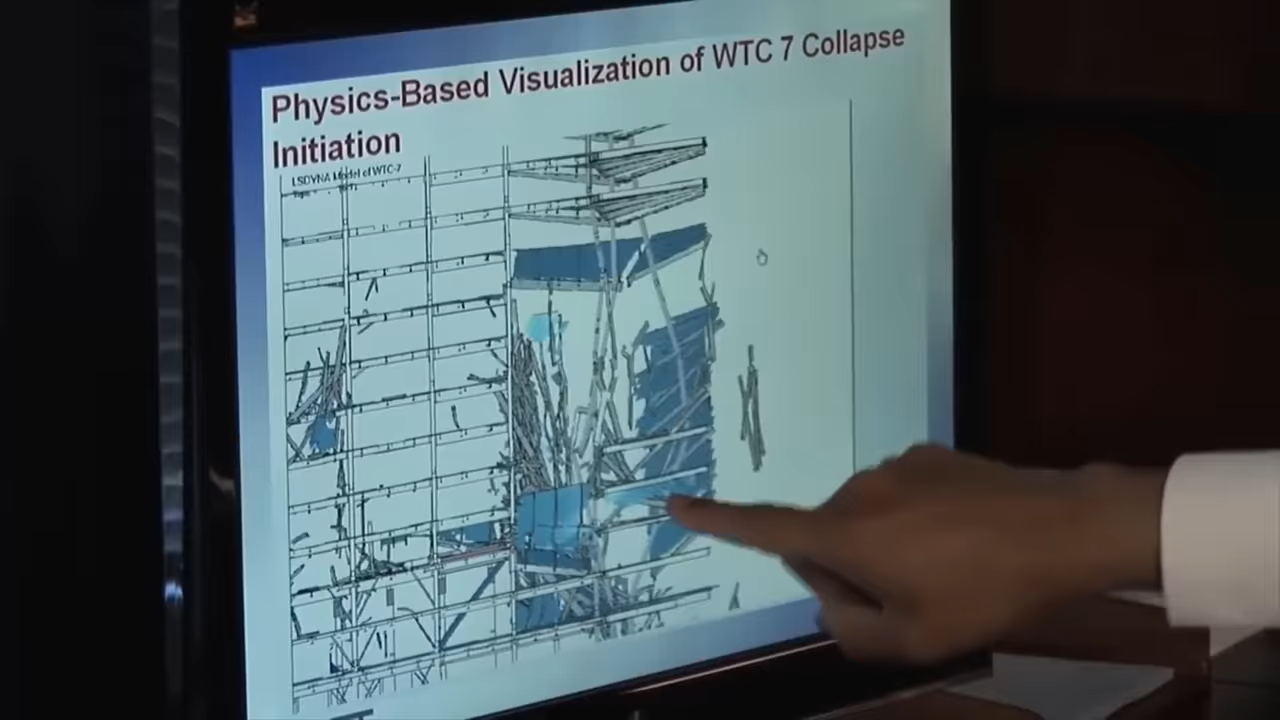 Physics-Based Visualization of WTC 7 Collapse
Initiation
LSDYNA Model of WTC-7